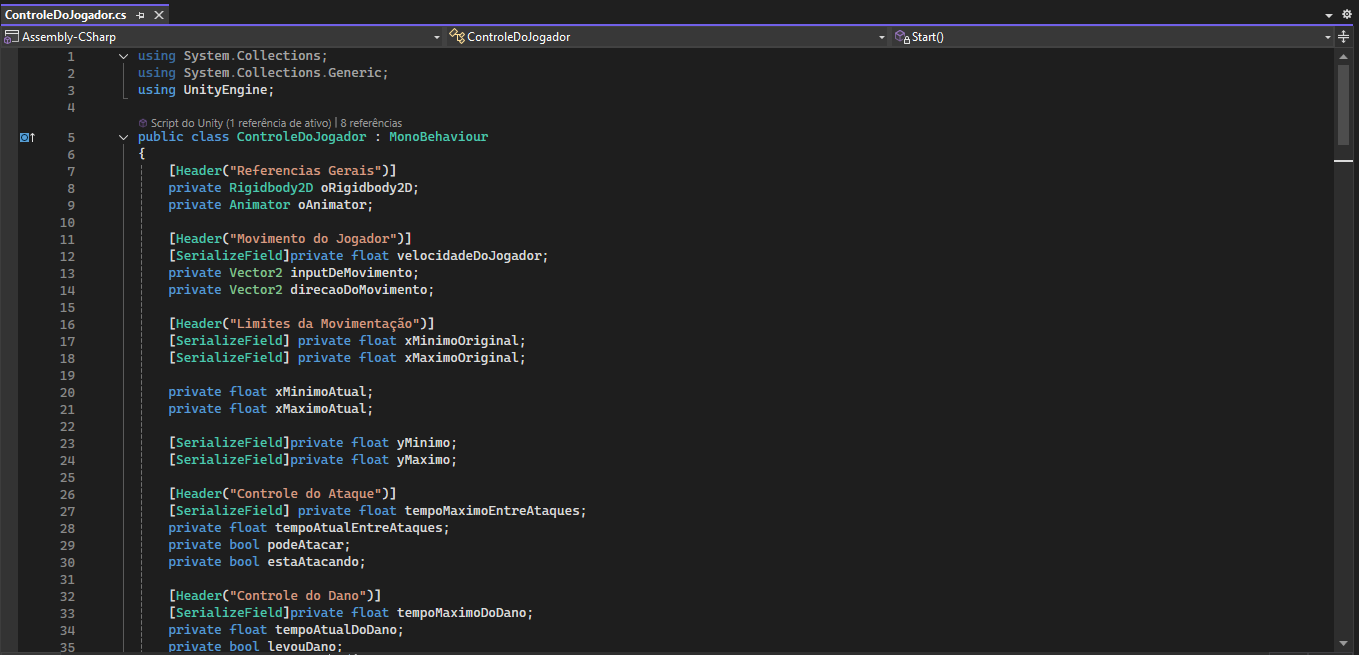 ControleDoJogador.cs
Assembly-CSharp ControleDoJogador Start()
1 using System.Collections;
2 using System.Collections.Generic;
3 using UnityEngine;
4
Script do Unity (1 referência de ativo) | 8 referências
5 public class ControleDoJogador : MonoBehaviour
6 {
7 [Header("Referencias Gerais")]
8 private Rigidbody2D oRigidbody2D;
9 private Animator oAnimator;
10
11 [Header("Movimento do Jogador")]
12 [SerializeField]private float velocidadeDoJogador;
13 private Vector2 inputDeMovimento;
14 private Vector2 direcaoDoMovimento;
15
16 [Header("Limites da Movimentação")]
17 [SerializeField] private float xMinimoOriginal;
18 [SerializeField] private float xMaximoOriginal;
19
20 private float xMinimoAtual;
21 private float xMaximoAtual;
22
23 [SerializeField]private float yMinimo;
24 [SerializeField]private float yMaximo;
25
26 [Header("Controle do Ataque")]
27 [SerializeField] private float tempoMaximoEntreAtaques;
28 private float tempoAtualEntreAtaques;
29 private bool podeAtacar;
30 private bool estaAtacando;
31
32 [Header("Controle do Dano")]
33 [SerializeField]private float tempoMaximoDoDano;
34 private float tempoAtualDoDano;
35 private bool levouDano;